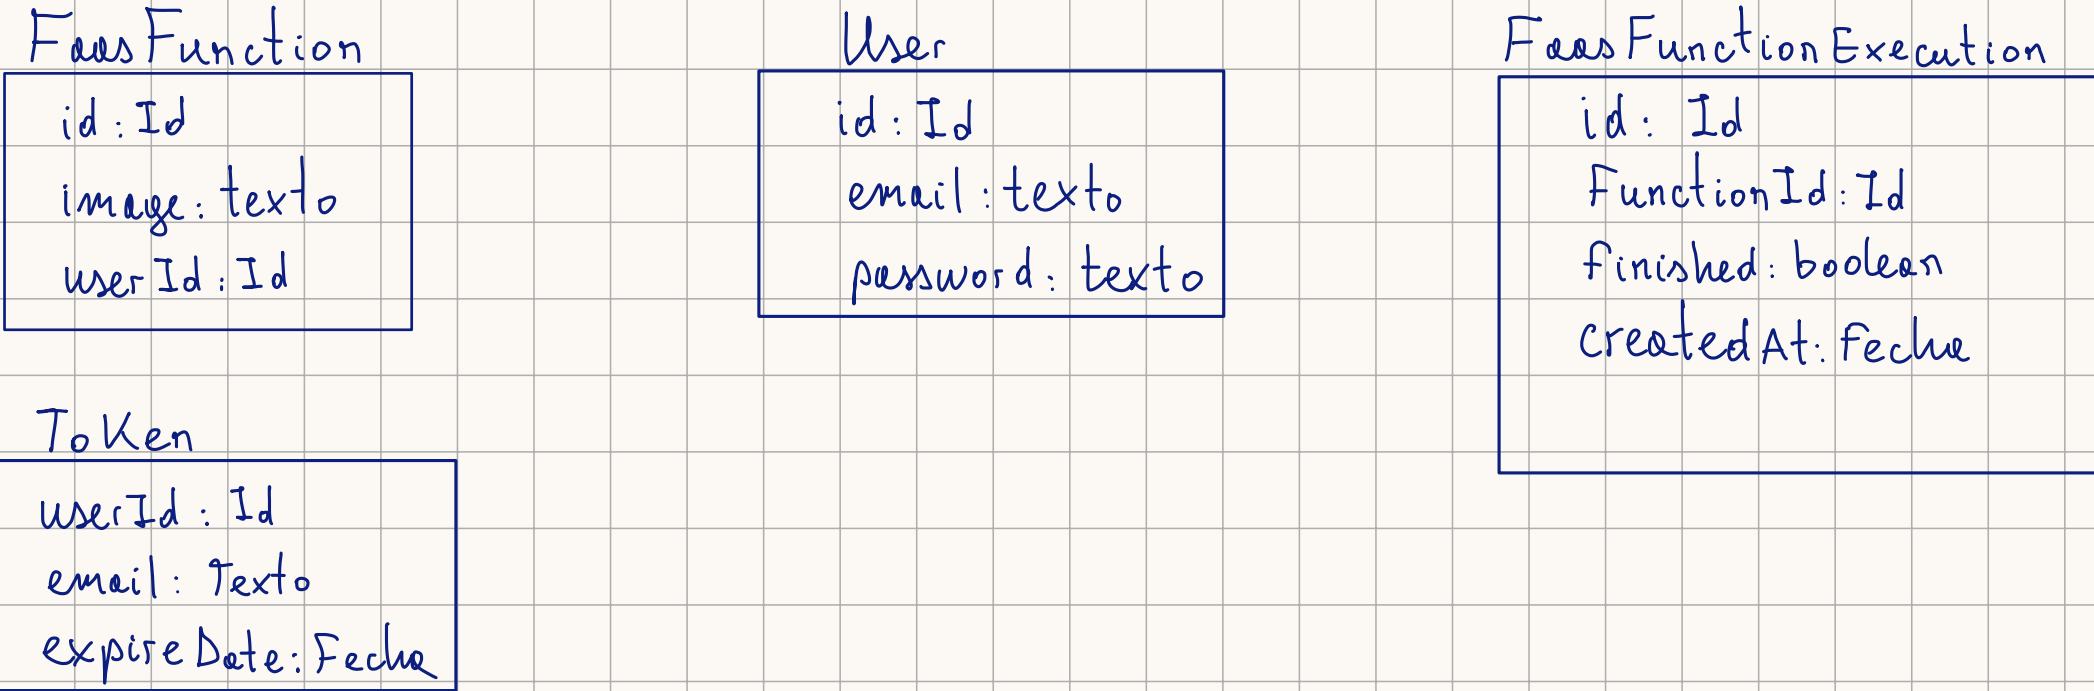 FaasFunction
id: Id
image: texto
userId: Id
User
id: Id
email: texto
password: texto
FaasFunctionExecution
id: Id
FunctionId: Id
finished: boolean
createdAt: Fecha
ToKen
userId: Id
email: Texto
expireDate: Fecha